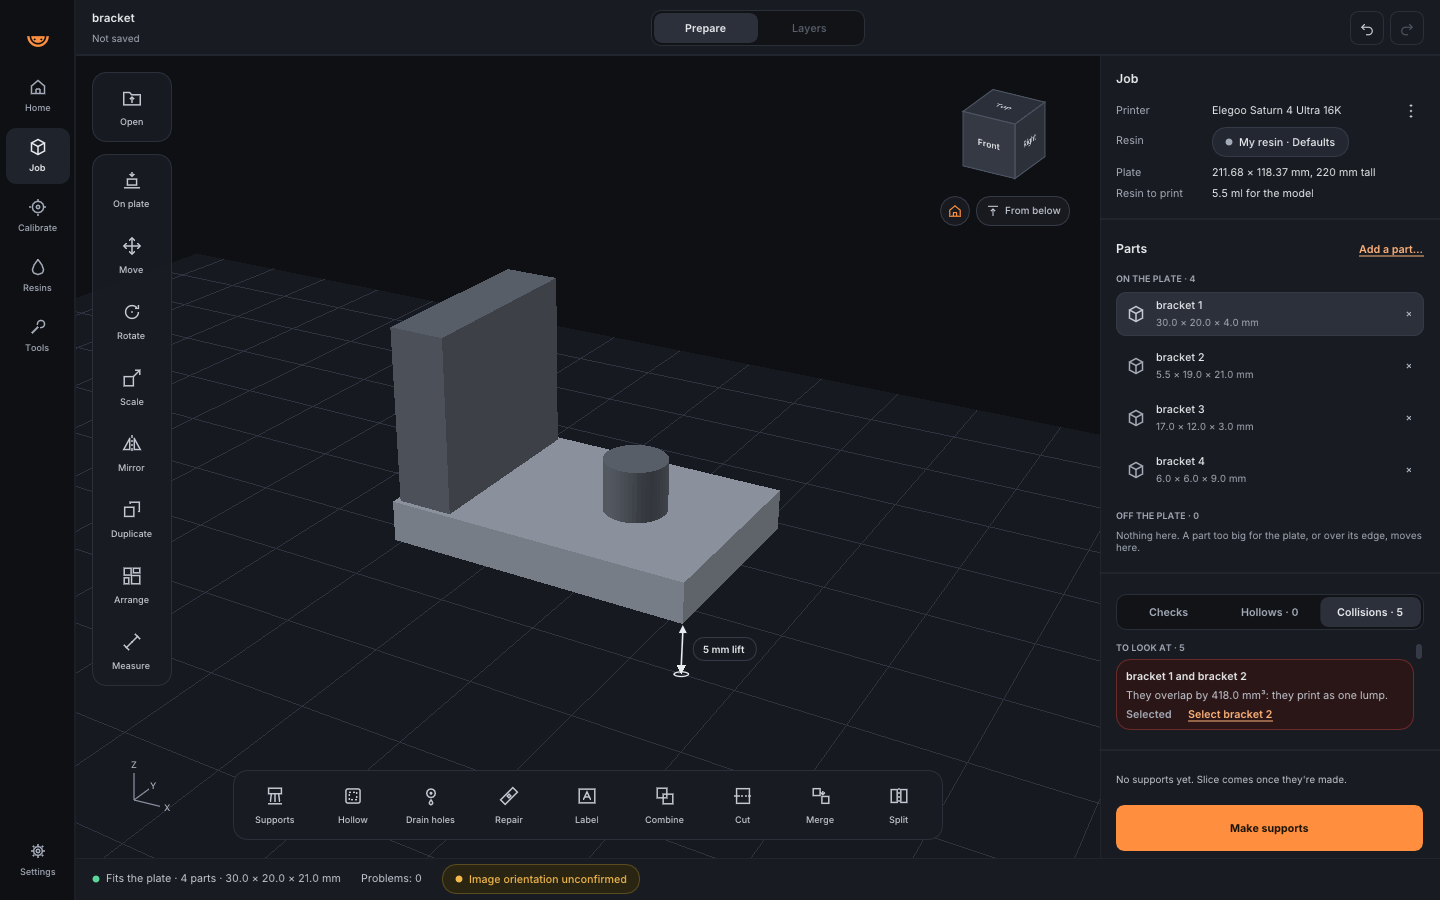 bracket
Not saved
Prepare
Layers
Home
Job
Calibrate
Resins
Tools
Settings
Open
On plate
Move
Rotate
Scale
Mirror
Duplicate
Arrange
Measure
Top
Front
Right
From below
5 mm lift
Z
Y
X
Supports
Hollow
Drain holes
Repair
Label
Combine
Cut
Merge
Split
Job
Printer Elegoo Saturn 4 Ultra 16K
Resin My resin · Defaults
Plate 211.68 × 118.37 mm, 220 mm tall
Resin to print 5.5 ml for the model
Parts Add a part...
ON THE PLATE · 4
bracket 1
30.0 × 20.0 × 4.0 mm
bracket 2
5.5 × 19.0 × 21.0 mm
bracket 3
17.0 × 12.0 × 3.0 mm
bracket 4
6.0 × 6.0 × 9.0 mm
OFF THE PLATE · 0
Nothing here. A part too big for the plate, or over its edge, moves
here.
Checks Hollows · 0 Collisions · 5
TO LOOK AT · 5
bracket 1 and bracket 2
They overlap by 418.0 mm³: they print as one lump.
Selected Select bracket 2
No supports yet. Slice comes once they're made.
Make supports
Fits the plate · 4 parts · 30.0 × 20.0 × 21.0 mm Problems: 0 Image orientation unconfirmed